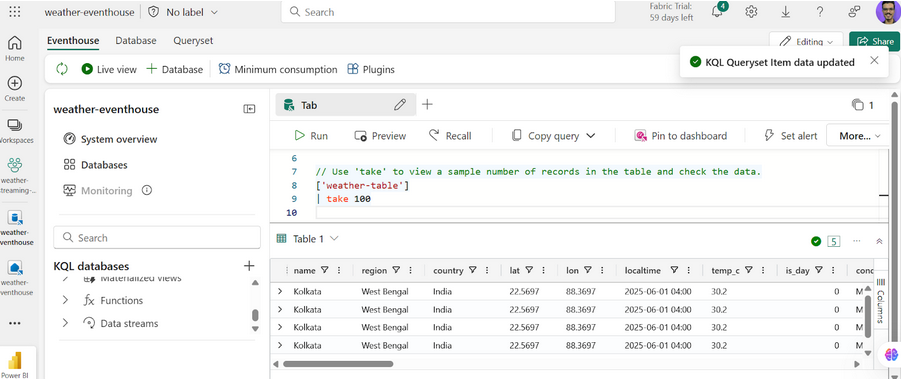 weather-eventhouse
No label
Search
Fabric Trial:
59 days left
4
Home
Create
Workspaces
weather-
streaming-...
weather-
eventhouse
weather-
eventhouse
Power BI
Eventhouse
Database
Queryset
Editing
Share
Live view
Database
Minimum consumption
Plugins
KQL Queryset Item data updated
weather-eventhouse
System overview
Databases
Monitoring
Search
KQL databases
Materialized views
Functions
Data streams
Tab
1
Run
Preview
Recall
Copy query
Pin to dashboard
Set alert
More...
6
7 // Use 'take' to view a sample number of records in the table and check the data.
8 ['weather-table']
9 | take 100
10
Table 1
5
name region country lat lon localtime temp_c is_day cond
Kolkata West Bengal India 22.5697 88.3697 2025-06-01 04:00 30.2 0 M
Kolkata West Bengal India 22.5697 88.3697 2025-06-01 04:00 30.2 0 M
Kolkata West Bengal India 22.5697 88.3697 2025-06-01 04:00 30.2 0 M
Kolkata West Bengal India 22.5697 88.3697 2025-06-01 04:00 30.2 0 M
Columns